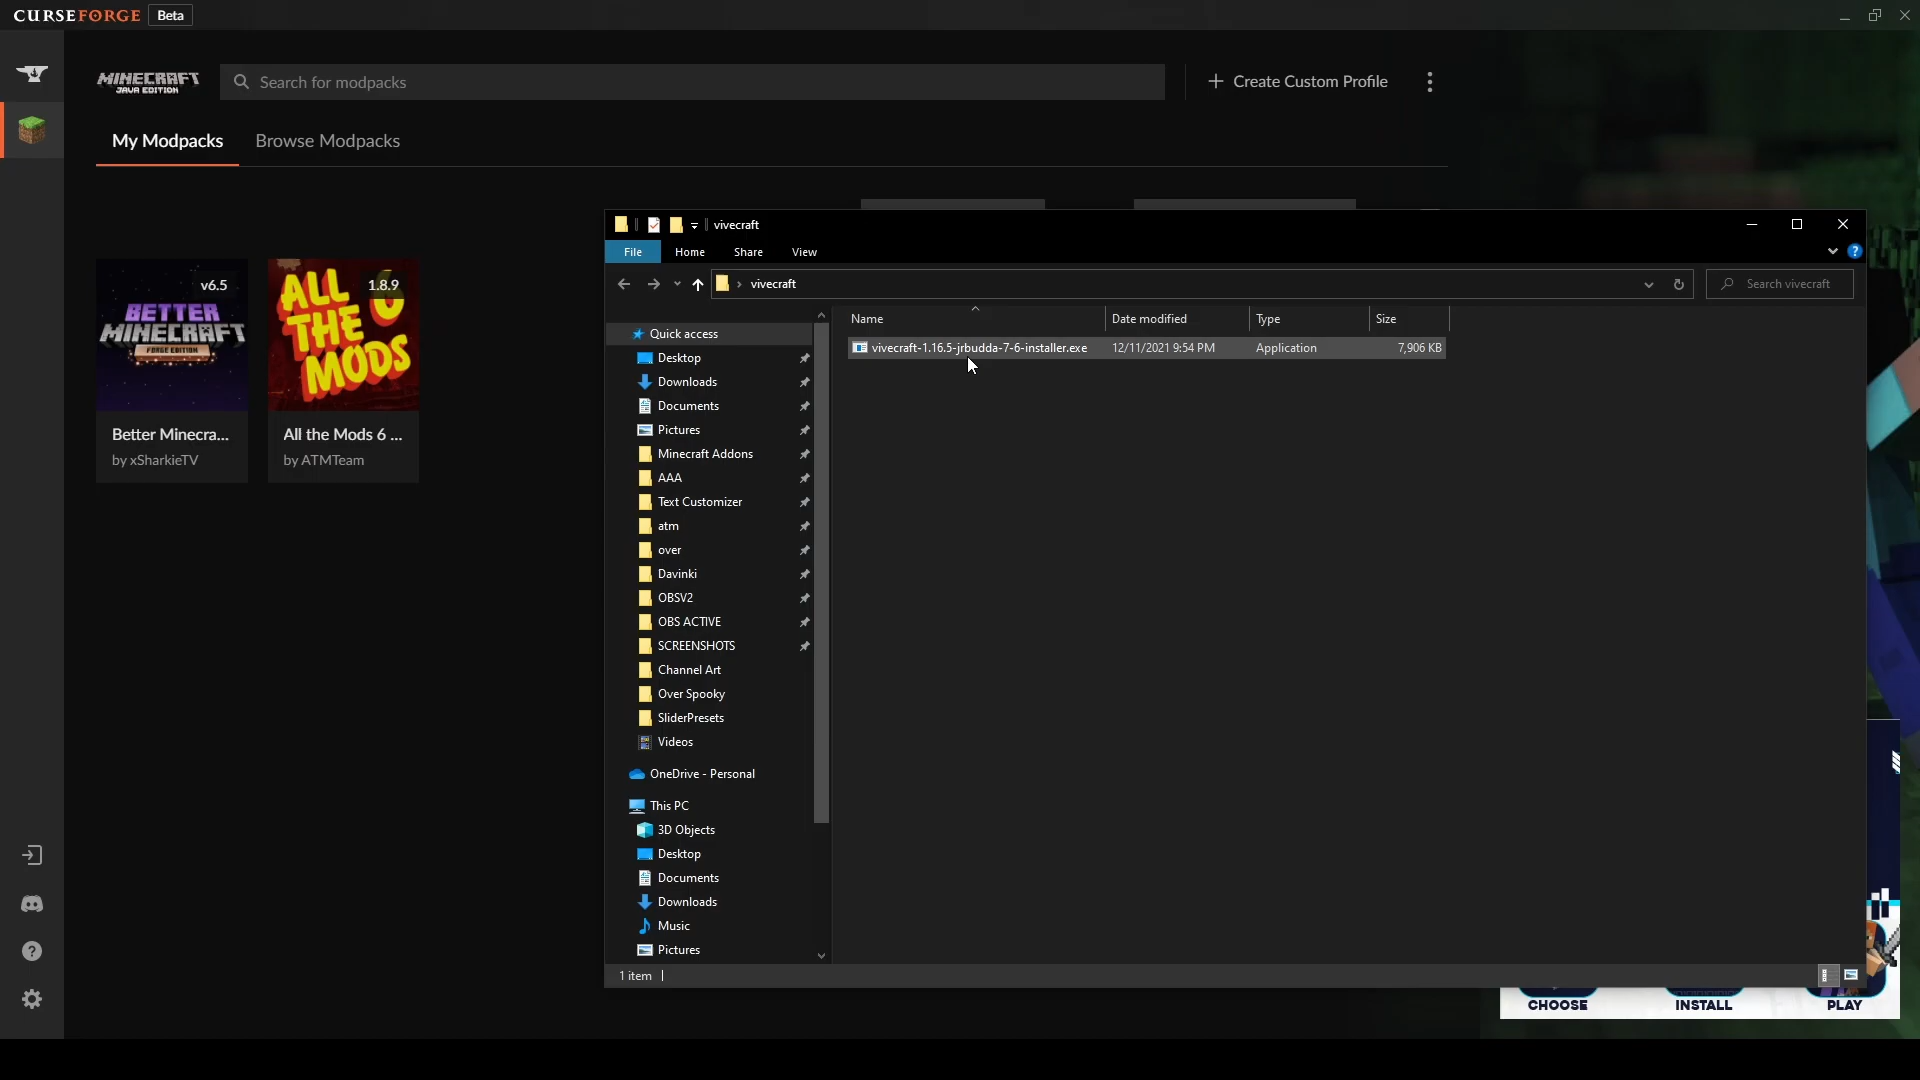 CURSEFORGE Beta
MINECRAFT
JAVA EDITION
Search for modpacks
Create Custom Profile
My Modpacks
Browse Modpacks
v6.5
BETTER
MINECRAFT
FORGE EDITION
Better Minecra...
by xSharkieTV
1.8.9
ALL
THE 6
MODS
All the Mods 6 ...
by ATMTeam
vivecraft
File Home Share View
vivecraft
Search vivecraft
Name Date modified Type Size
vivecraft-1.16.5-jrbudda-7-6-installer.exe 12/11/2021 9:54 PM Application 7,906 KB
Quick access
Desktop
Downloads
Documents
Pictures
Minecraft Addons
AAA
Text Customizer
atm
over
Davinki
OBSV2
OBS ACTIVE
SCREENSHOTS
Channel Art
Over Spooky
SliderPresets
Videos
OneDrive - Personal
This PC
3D Objects
Desktop
Documents
Downloads
Music
Pictures
1 item
CHOOSE INSTALL PLAY